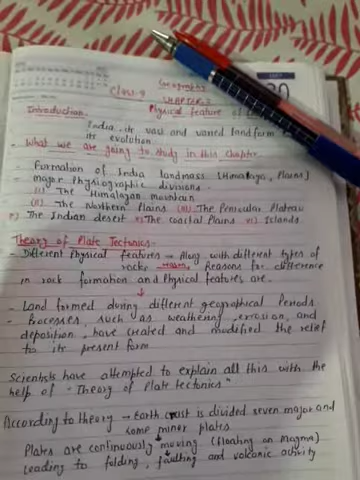 Geography
Class-9 CHAPTER-2
Introduction Physical feature of
India, its vast and varied landform
its evolution
- What we are going to study in this Chapter
- Formation of India landmass (Himalaya, Plains)
- major Physiographic divisions.
(i) The Himalayan mountain
(ii) The Northern Plains (iii) The Penicular Plateau
The Indian desert v) The Coastal Plains vi) Islands
Theory of Plate Tectunics-
- Different Physical features → Alung with different types of
rocks. Reasons for difference
in rock formation and Physical features are.
- Land formed during different geographical Periods
- Processes, such as weathering, erosion, and
deposition, have created and modified the relief
to its present form
Scientists have attempted to explain all this with the
help of "Theory of Plate tectonics"
According to theory → Earth crust is divided seven major and
some minor plates
Plates are continuously moving (floating on magma)
leading to folding, faulting and volcanic activity